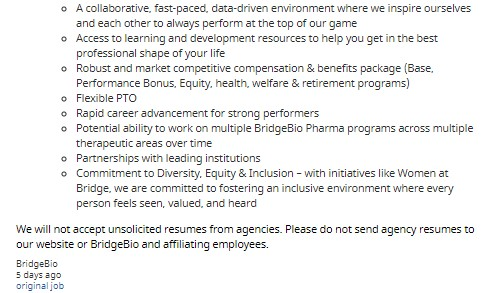 o A collaborative, fast-paced, data-driven environment where we inspire ourselves
and each other to always perform at the top of our game
o Access to learning and development resources to help you get in the best
professional shape of your life
o Robust and market competitive compensation & benefits package (Base,
Performance Bonus, Equity, health, welfare & retirement programs)
o Flexible PTO
o Rapid career advancement for strong performers
o Potential ability to work on multiple BridgeBio Pharma programs across multiple
therapeutic areas over time
o Partnerships with leading institutions
o Commitment to Diversity, Equity & Inclusion – with initiatives like Women at
Bridge, we are committed to fostering an inclusive environment where every
person feels seen, valued, and heard
We will not accept unsolicited resumes from agencies. Please do not send agency resumes to
our website or BridgeBio and affiliating employees.
BridgeBio
5 days ago
original job